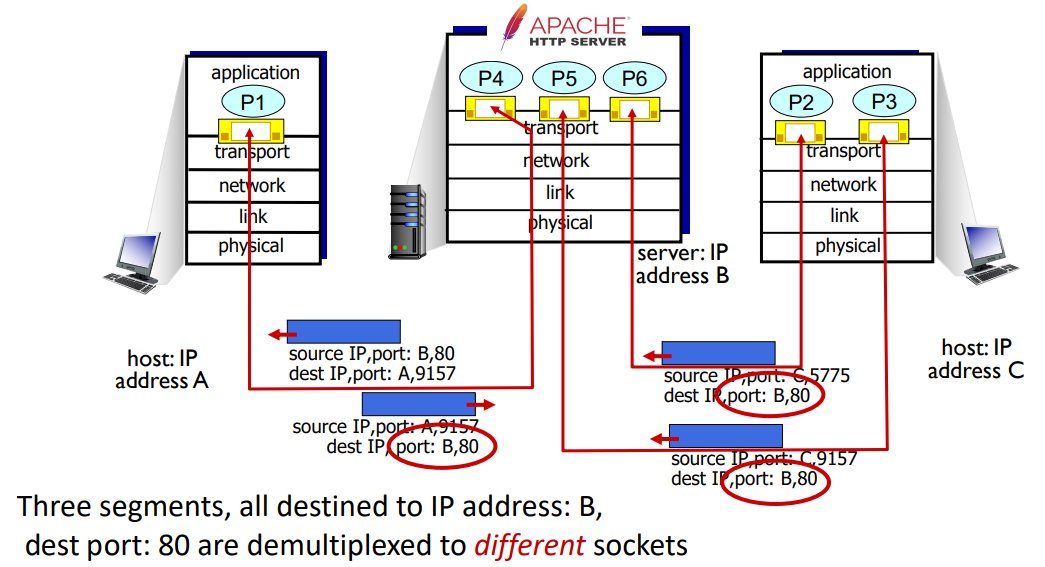 APACHE
HTTP SERVER
application
P1
transport
network
link
physical
P4 P5 P6
transport
network
link
physical
application
P2 P3
transport
network
link
physical
server: IP
address B
host: IP
address A
host: IP
address C
source IP,port: B,80
dest IP,port: A,9157
source IP,port: A,9157
dest IP, port: B,80
source IP,port: C,5775
dest IP,port: B,80
source IP,port: C,9157
dest IP,port: B,80
Three segments, all destined to IP address: B,
dest port: 80 are demultiplexed to different sockets